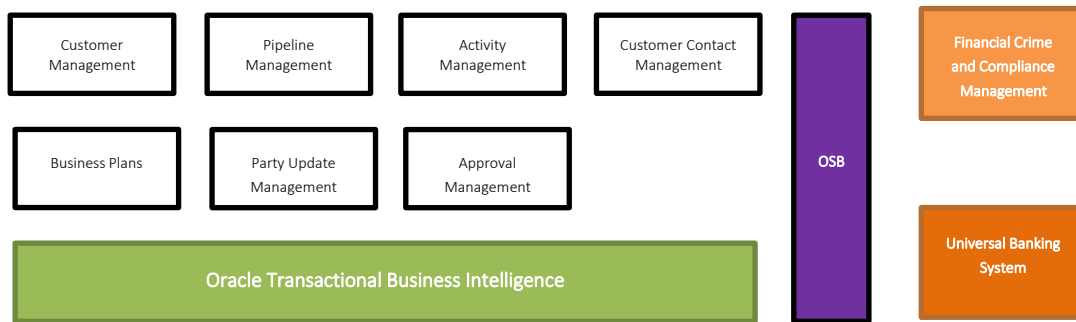 Customer
Management
Pipeline
Management
Activity
Management
Customer Contact
Management
OSB
Financial Crime
and Compliance
Management
Business Plans
Party Update
Management
Approval
Management
Universal Banking
System
Oracle Transactional Business Intelligence